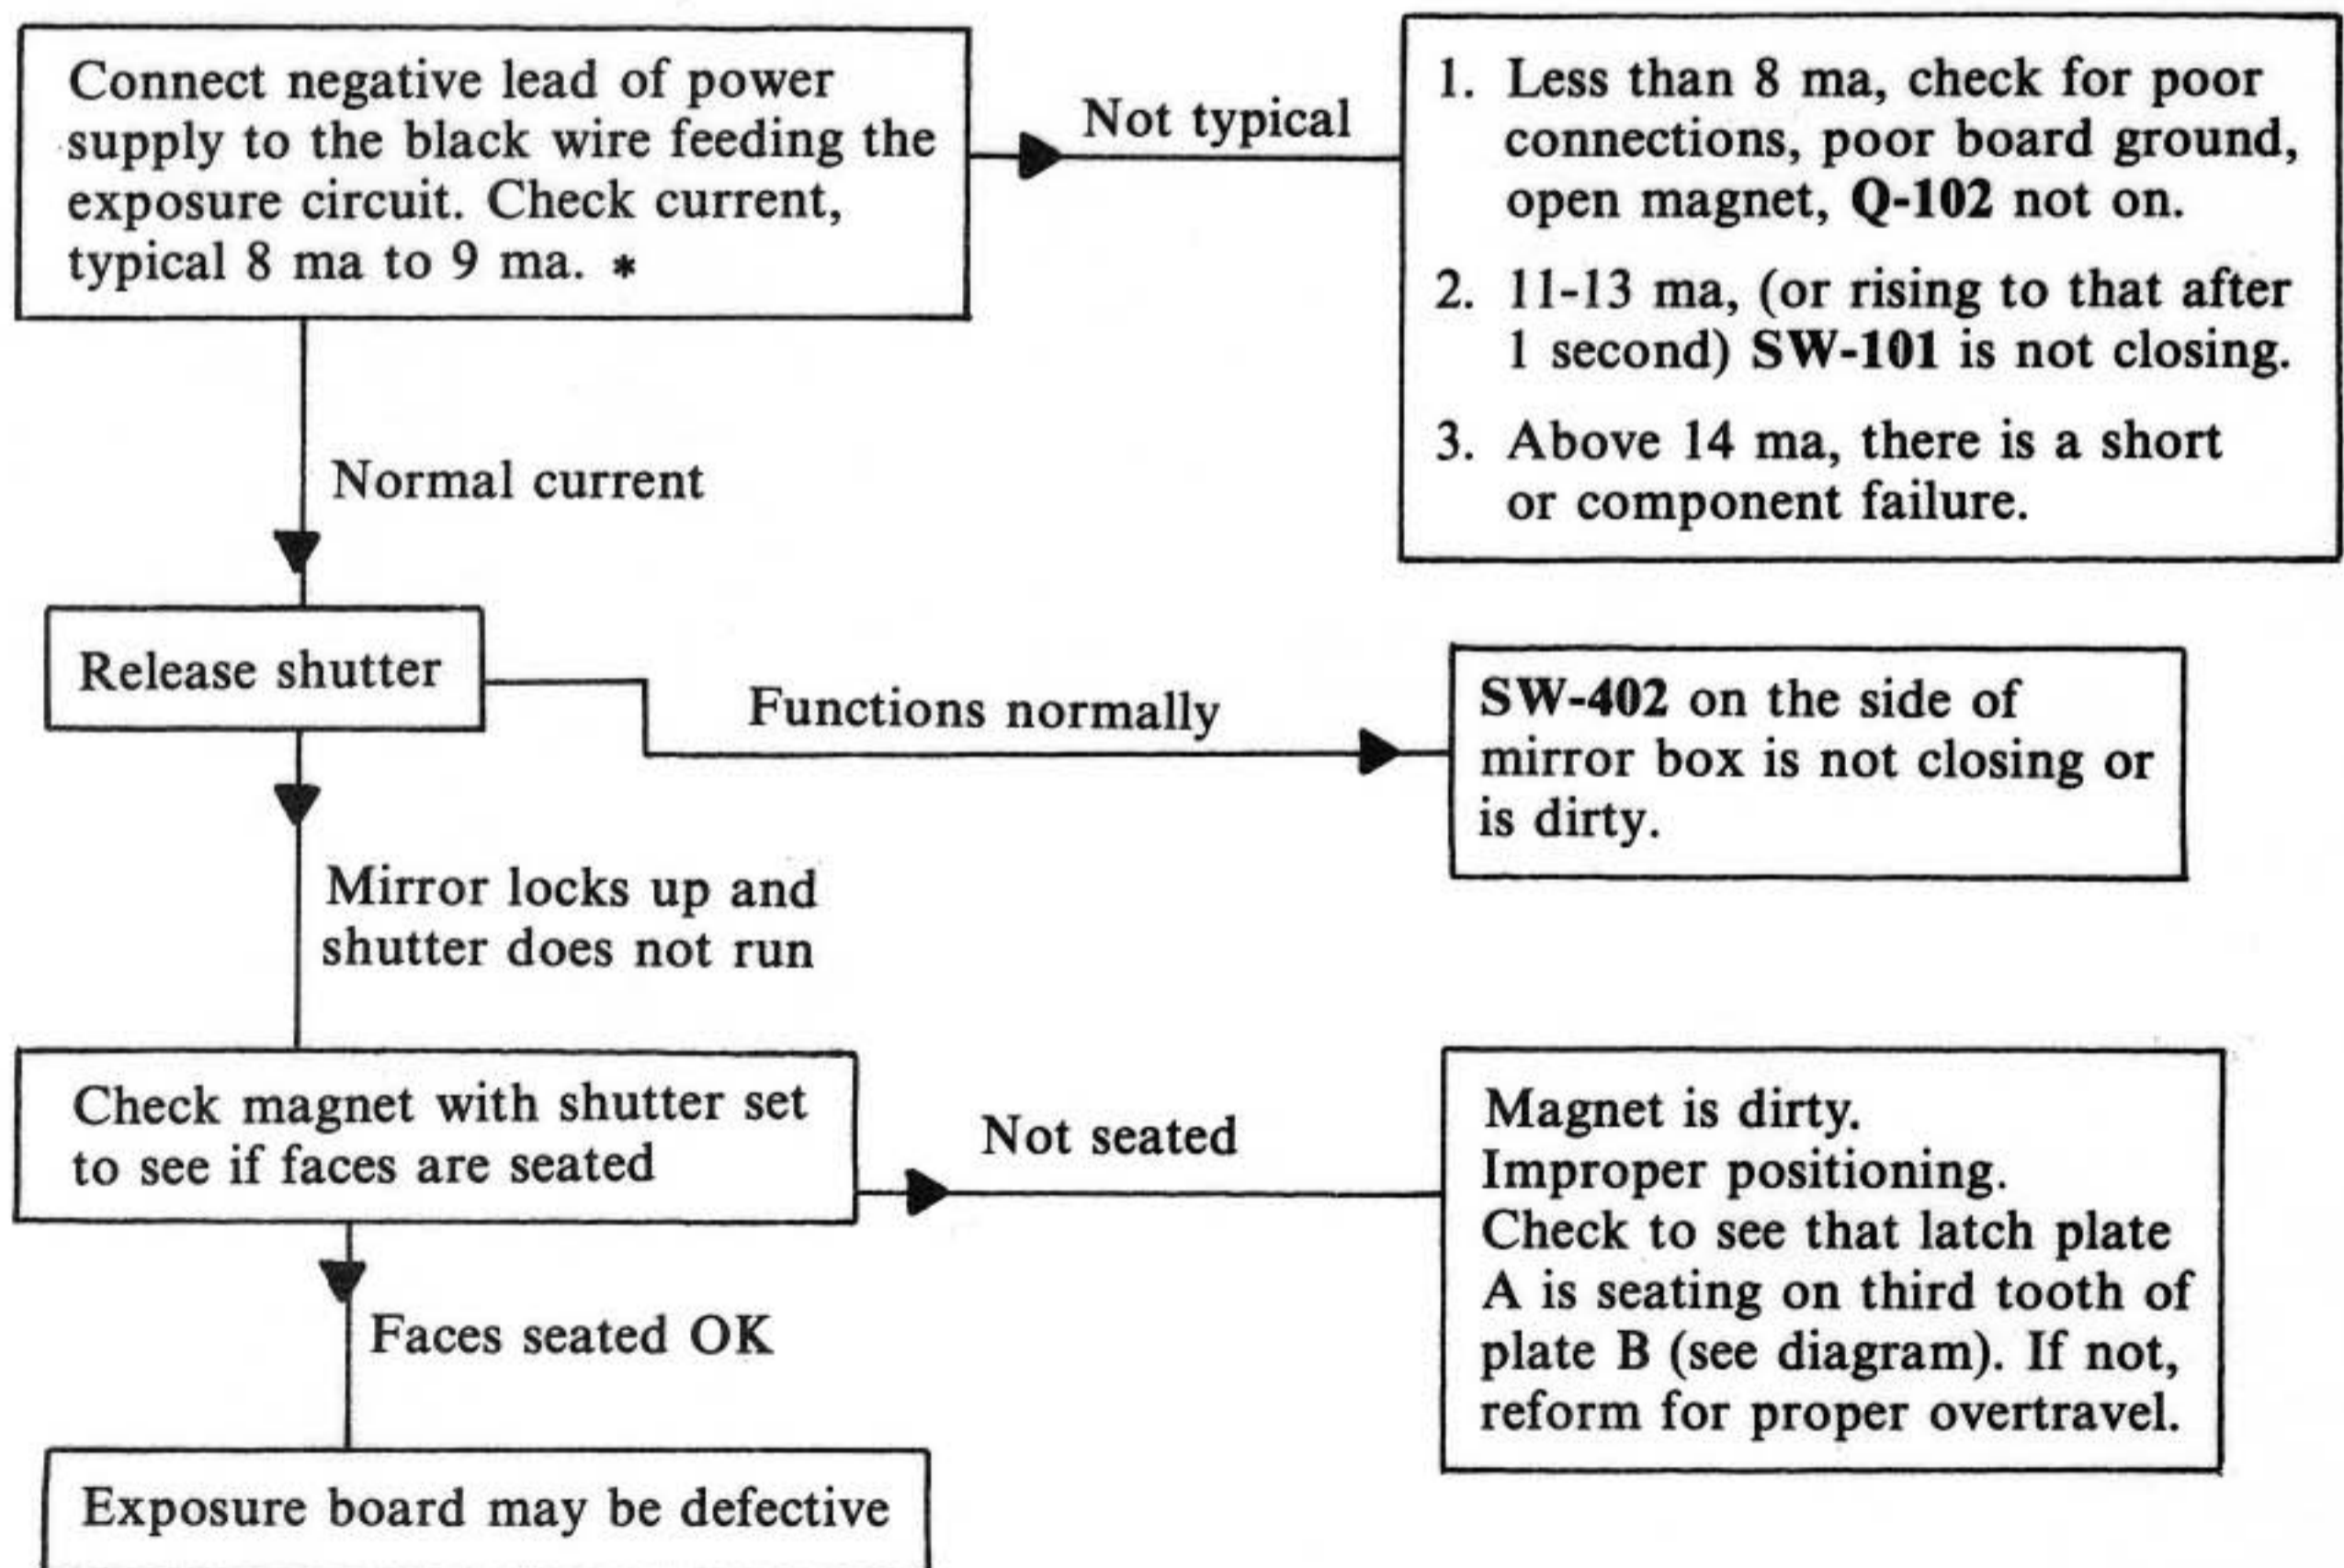 Connect negative lead of power
supply to the black wire feeding the
exposure circuit. Check current,
typical 8 ma to 9 ma. *
Not typical
1. Less than 8 ma, check for poor
connections, poor board ground,
open magnet, Q-102 not on.
2. 11-13 ma, (or rising to that after
1 second) SW-101 is not closing.
3. Above 14 ma, there is a short
or component failure.
Normal current
Release shutter
Functions normally
SW-402 on the side of
mirror box is not closing or
is dirty.
Mirror locks up and
shutter does not run
Check magnet with shutter set
to see if faces are seated
Not seated
Magnet is dirty.
Improper positioning.
Check to see that latch plate
A is seating on third tooth of
plate B (see diagram). If not,
reform for proper overtravel.
Faces seated OK
Exposure board may be defective